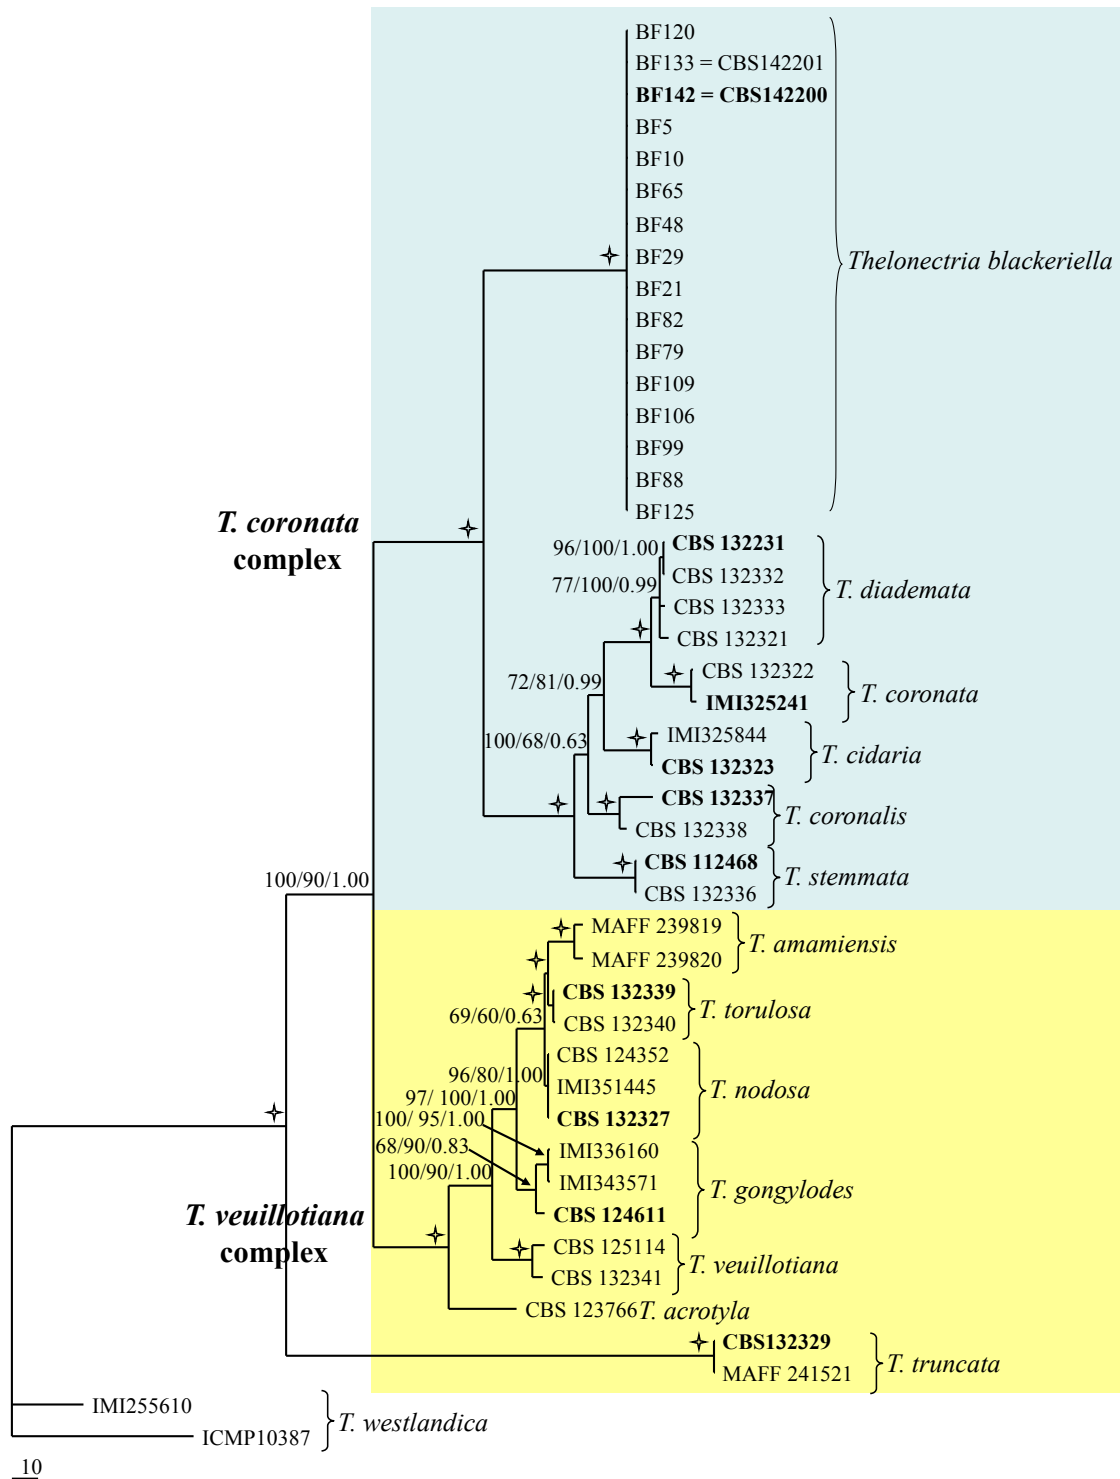 BF120
BF133 = CBS142201
BF142 = CBS142200
BF5
BF10
BF65
BF48
BF29
Thelonectria blackeriella
BF21
BF82
BF79
BF109
BF106
BF99
BF88
BF125
T. coronata
complex
96/100/1.00
CBS 132231
CBS 132332
77/100/0.99
T. diademata
CBS 132333
CBS 132321
CBS 132322
72/81/0.99
T. coronata
IMI325241
IMI325844
100/68/0.63
T. cidaria
CBS 132323
CBS 132337
T. coronalis
CBS 132338
CBS 112468
T. stemmata
100/90/1.00
CBS 132336
MAFF 239819
T. amamiensis
MAFF 239820
CBS 132339
T. torulosa
69/60/0.63
CBS 132340
CBS 124352
96/80/1.00
IMI351445
T. nodosa
97/ 100/1.00
CBS 132327
100/ 95/1.00
68/90/0.83
IMI336160
100/90/1.00
IMI343571
T. gongylodes
CBS 124611
T. veuillotiana
complex
CBS 125114
T. veuillotiana
CBS 132341
CBS 123766 T. acrotyla
CBS132329
T. truncata
MAFF 241521
IMI255610
T. westlandica
ICMP10387
10